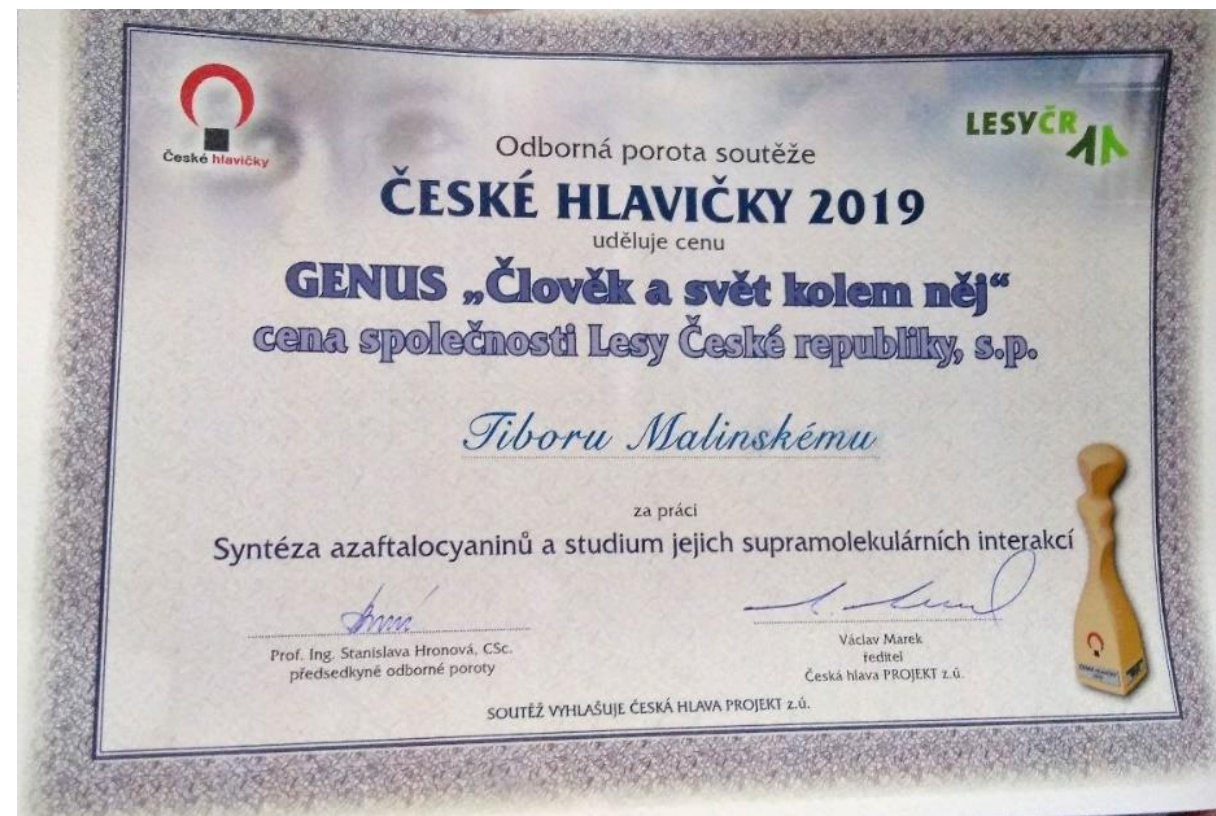 České hlavičky
LESYČR
Odborná porota soutěže
ČESKÉ HLAVIČKY 2019
uděluje cenu
GENUS „Člověk a svět kolem něj“
cena společnosti Lesy České republiky, s.p.
Tiboru Malinskému
za práci
Syntéza azaftalocyaninů a studium jejich supramolekulárních interakcí
Prof. Ing. Stanislava Hronová, CSc.
předsedkyně odborné poroty
Václav Marek
ředitel
Česká hlava PROJEKT z.ú.
SOUTĚŽ VYHLAŠUJE ČESKÁ HLAVA PROJEKT z.ú.